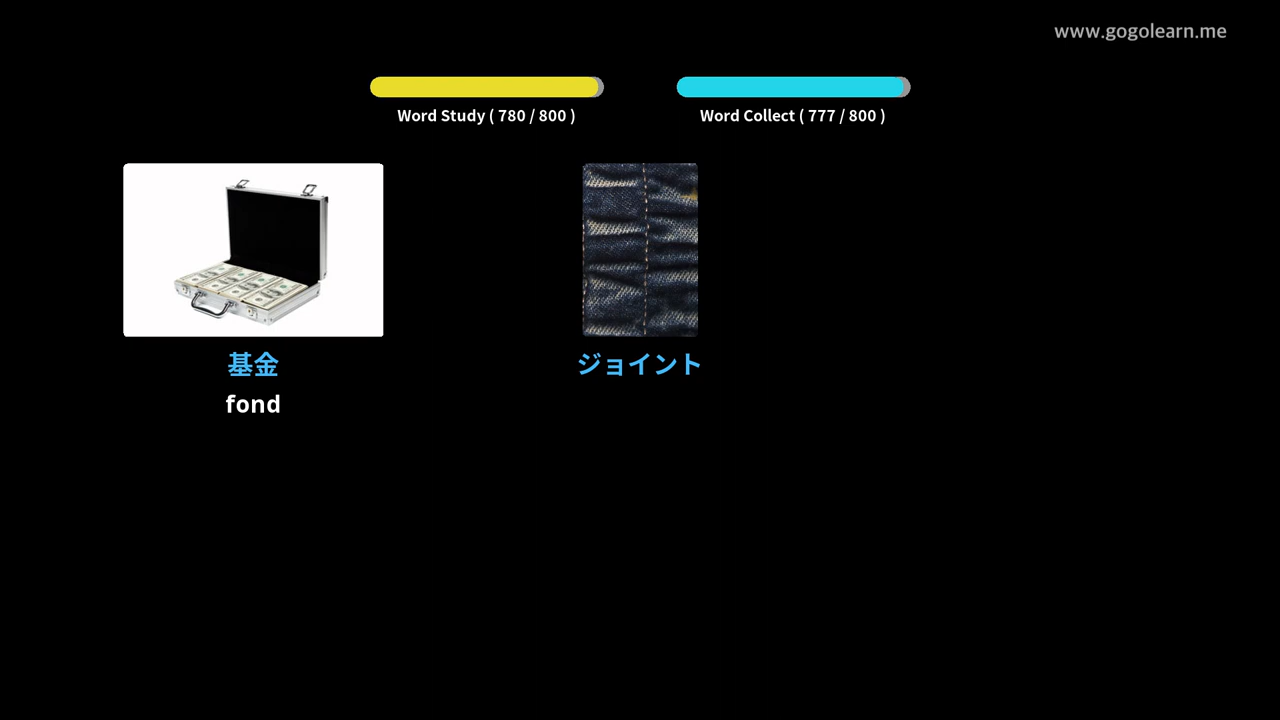 www.gogolearn.me
Word Study ( 780 / 800 )
Word Collect ( 777 / 800 )
基金
fond
ジョイント